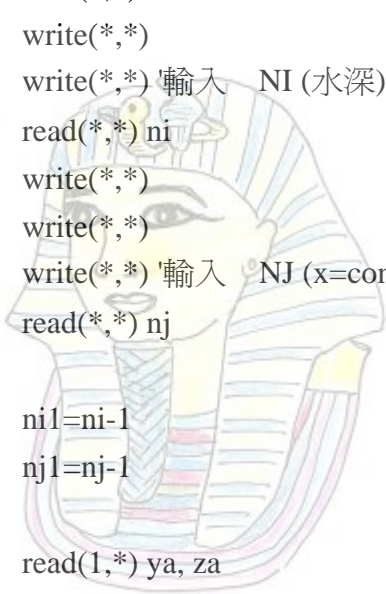 write(*,*)
write(*,*) '輸入 NI (水深)
read(*,*) ni
write(*,*)
write(*,*)
write(*,*) '輸入 NJ (x=con
read(*,*) nj
ni1=ni-1
nj1=nj-1
read(1,*) ya, za